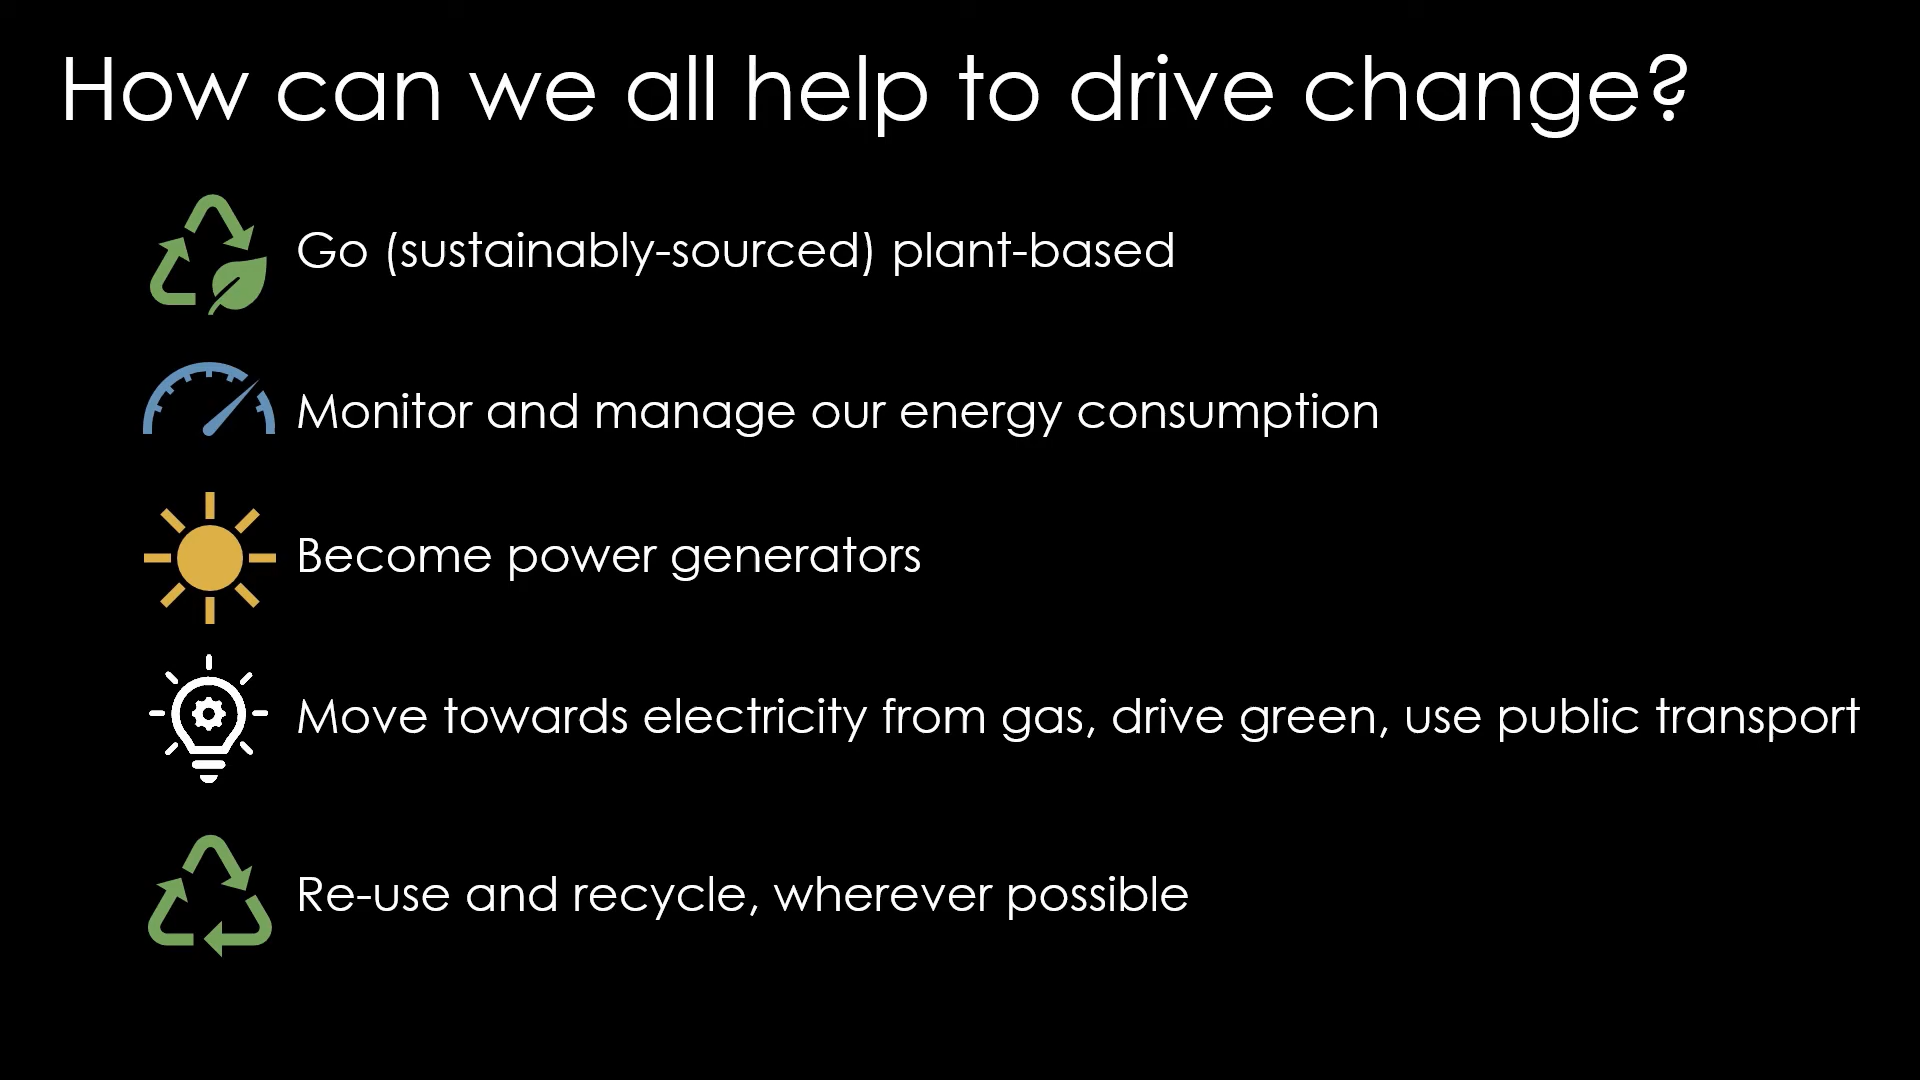 How can we all help to drive change?
Go (sustainably-sourced) plant-based
Monitor and manage our energy consumption
Become power generators
Move towards electricity from gas, drive green, use public transport
Re-use and recycle, wherever possible